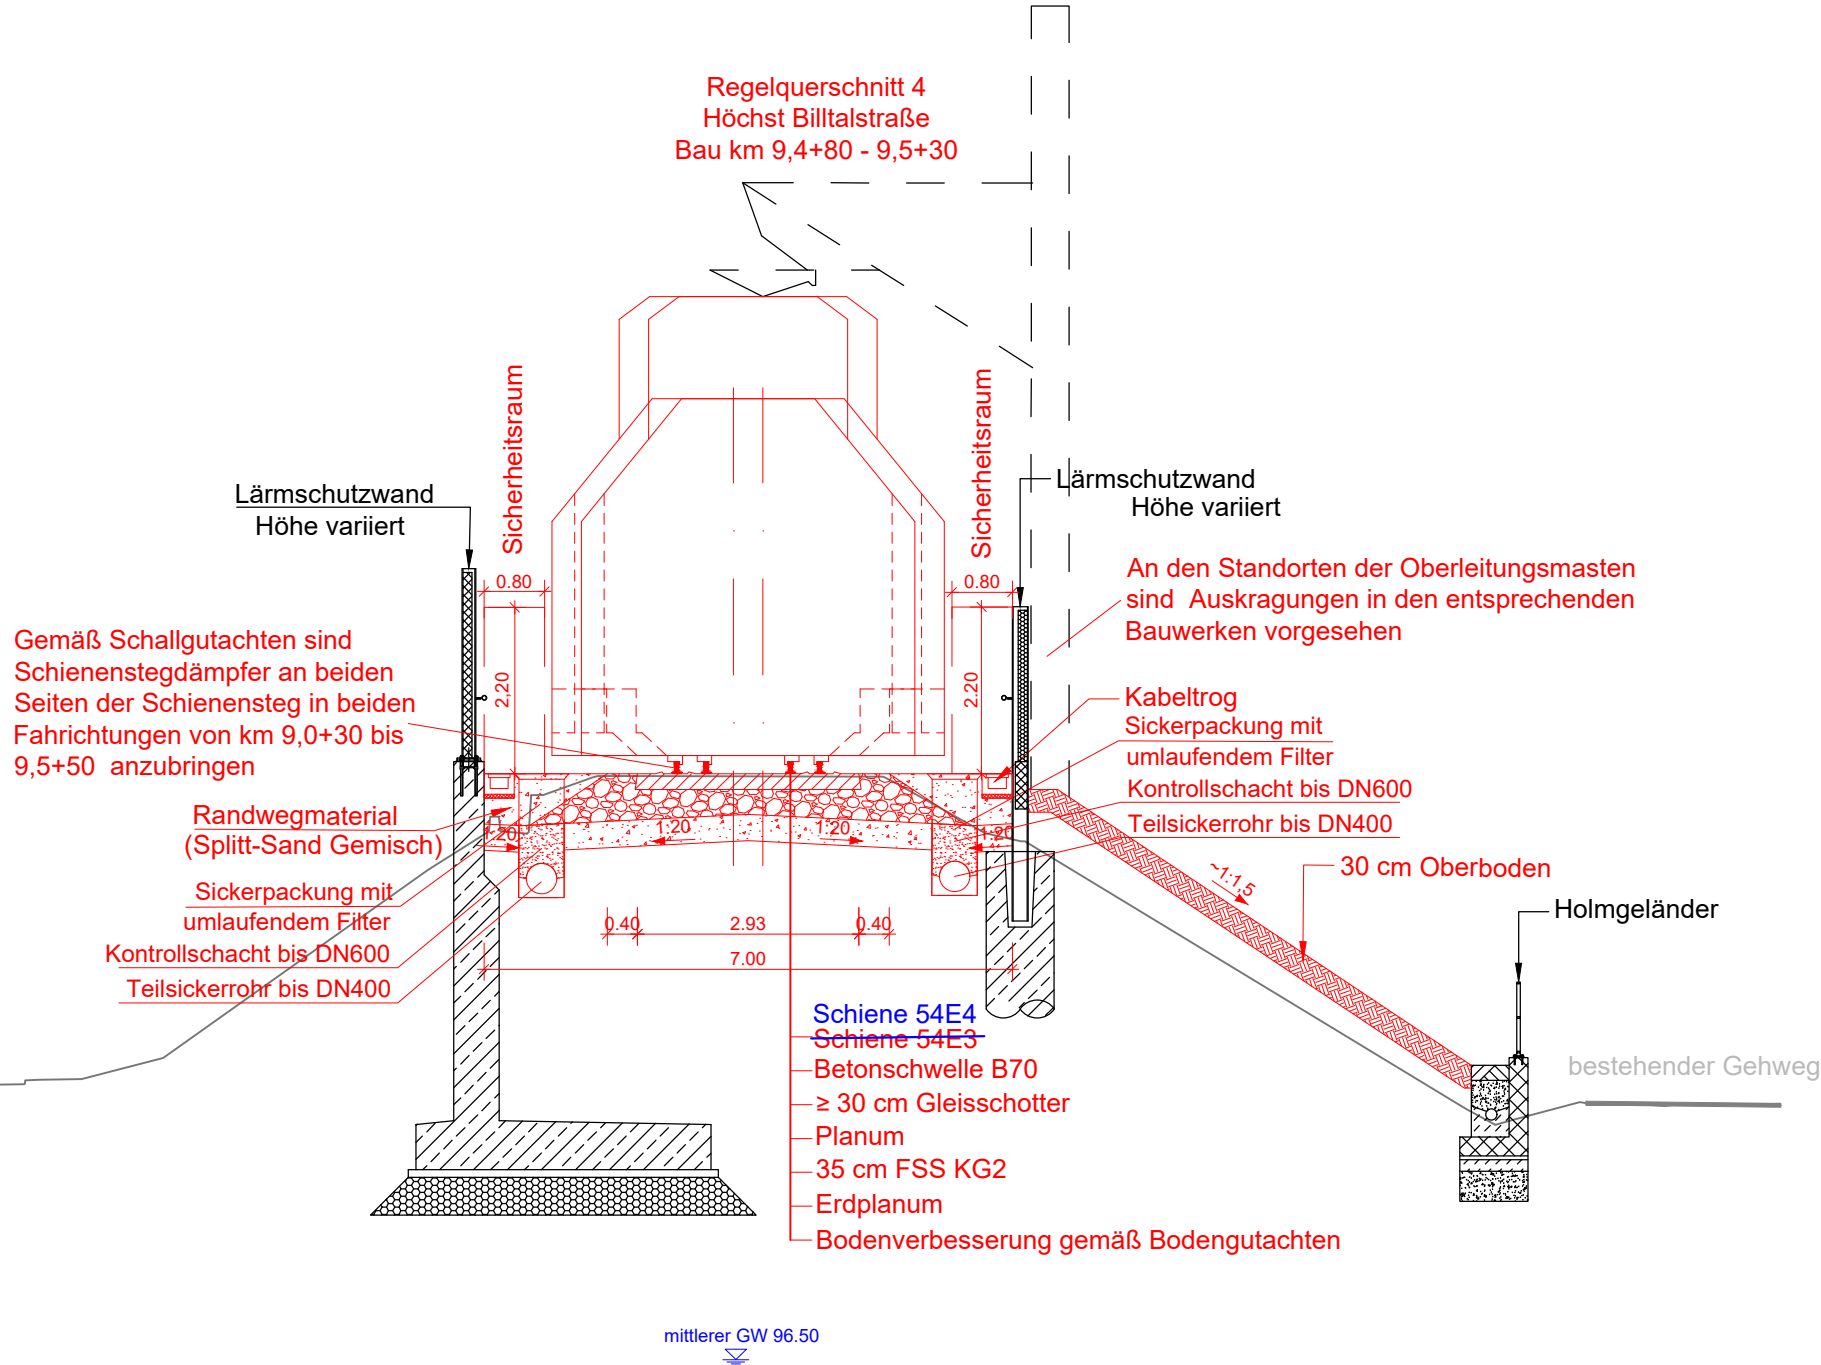 Regelquerschnitt 4
Höchst Billtalstraße
Bau km 9,4+80 - 9,5+30
Sicherheitsraum
Sicherheitsraum
Lärmschutzwand
Höhe variiert
Lärmschutzwand
Höhe variiert
0.80
0.80
2,20
2.20
An den Standorten der Oberleitungsmasten
sind Auskragungen in den entsprechenden
Bauwerken vorgesehen
Gemäß Schallgutachten sind
Schienenstegdämpfer an beiden
Seiten der Schienensteg in beiden
Fahrichtungen von km 9,0+30 bis
9,5+50 anzubringen
Kabeltrog
Sickerpackung mit
umlaufendem Filter
Kontrollschacht bis DN600
Teilsickerrohr bis DN400
Randwegmaterial
(Splitt-Sand Gemisch)
1:20
1:20
1:20
1:20
Sickerpackung mit
umlaufendem Filter
Kontrollschacht bis DN600
Teilsickerrohr bis DN400
~1:1,5
30 cm Oberboden
Holmgeländer
0.40
2.93
0.40
7.00
Schiene 54E4
Schiene 54E3
Betonschwelle B70
≥ 30 cm Gleisschotter
Planum
35 cm FSS KG2
Erdplanum
Bodenverbesserung gemäß Bodengutachten
bestehender Gehweg
mittlerer GW 96.50